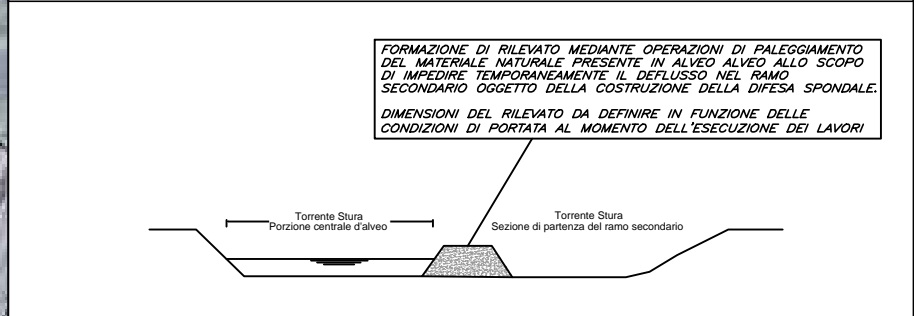 FORMAZIONE DI RILEVATO MEDIANTE OPERAZIONI DI PALEGGIAMENTO
DEL MATERIALE NATURALE PRESENTE IN ALVEO ALVEO ALLO SCOPO
DI IMPEDIRE TEMPORANEAMENTE IL DEFLUSSO NEL RAMO
SECONDARIO OGGETTO DELLA COSTRUZIONE DELLA DIFESA SPONDALE.
DIMENSIONI DEL RILEVATO DA DEFINIRE IN FUNZIONE DELLE
CONDIZIONI DI PORTATA AL MOMENTO DELL'ESECUZIONE DEI LAVORI
Torrente Stura
Porzione centrale d'alveo
Torrente Stura
Sezione di partenza del ramo secondario